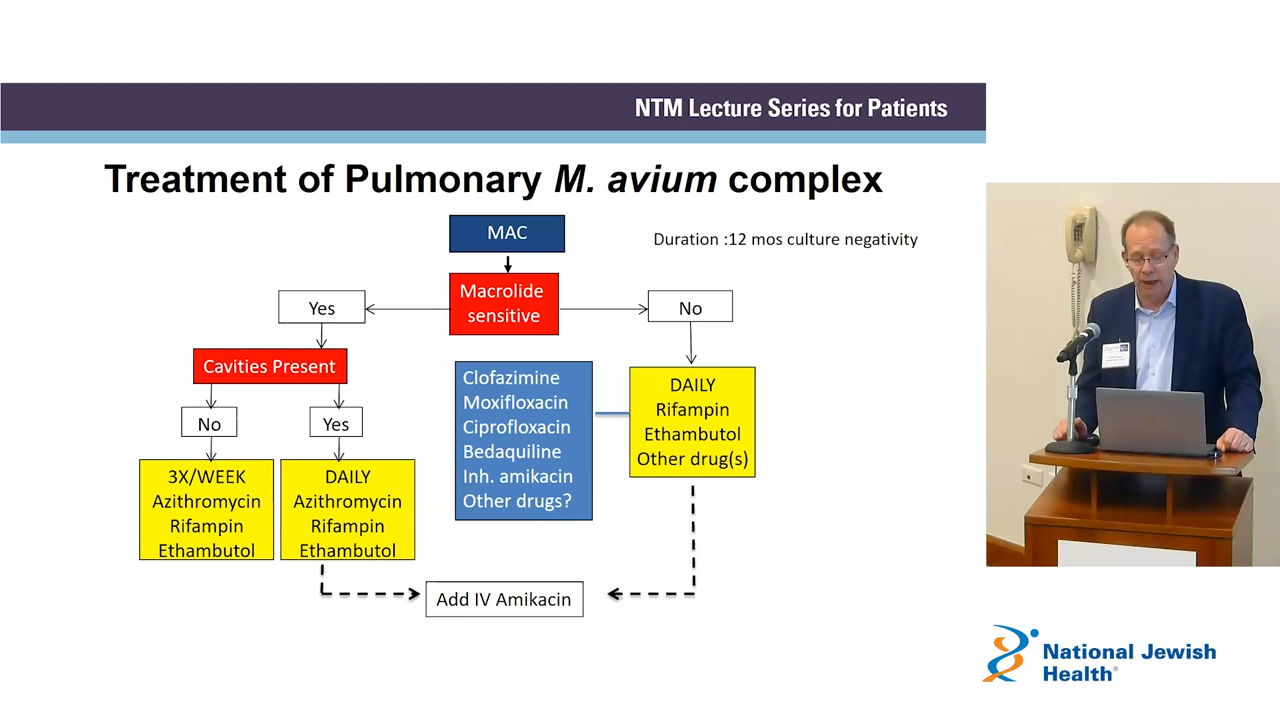 NTM Lecture Series for Patients
Treatment of Pulmonary M. avium complex
MAC
Duration :12 mos culture negativity
Macrolide
sensitive
Yes
No
Cavities Present
No
Yes
3X/WEEK
Azithromycin
Rifampin
Ethambutol
DAILY
Azithromycin
Rifampin
Ethambutol
Clofazimine
Moxifloxacin
Ciprofloxacin
Bedaquiline
Inh. amikacin
Other drugs?
DAILY
Rifampin
Ethambutol
Other drug(s)
Add IV Amikacin
National Jewish
Health®